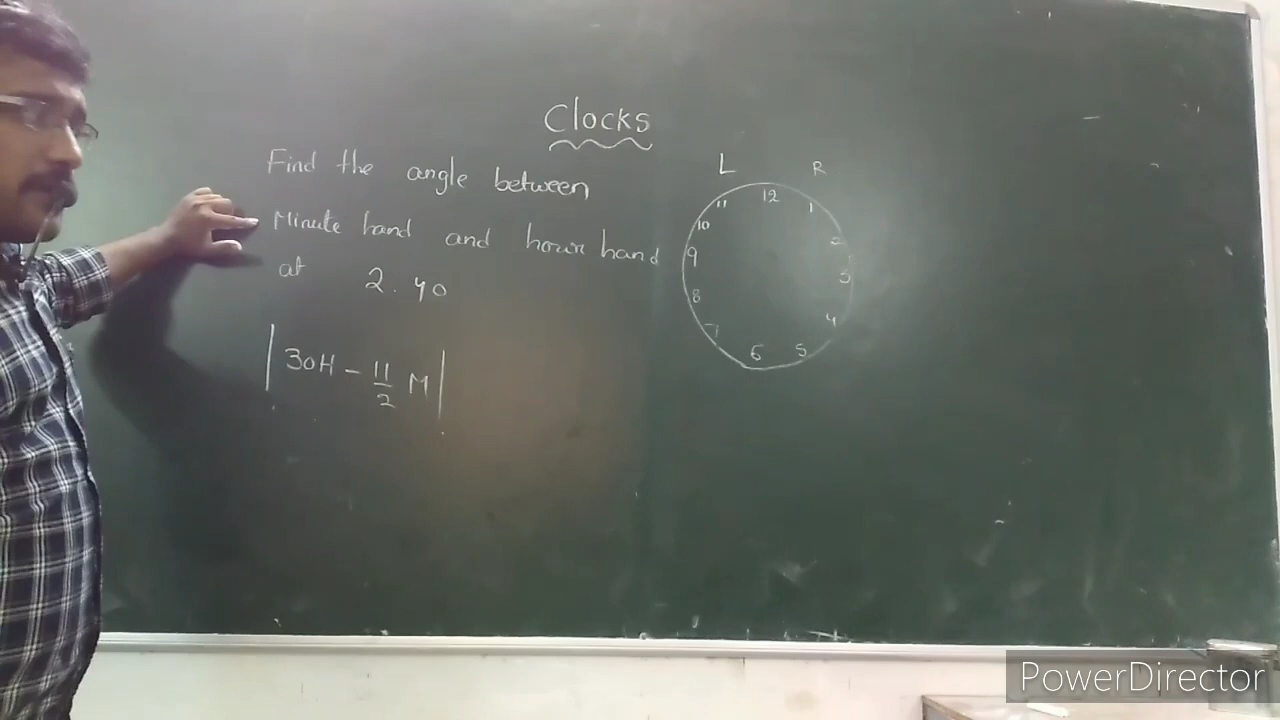 Clocks
Find the angle between
Minute hand and hour hand
at 2.40
| 30H - 11/2 M |
L R
12
11 1
10 2
9 3
8 4
7 5
6
PowerDirector